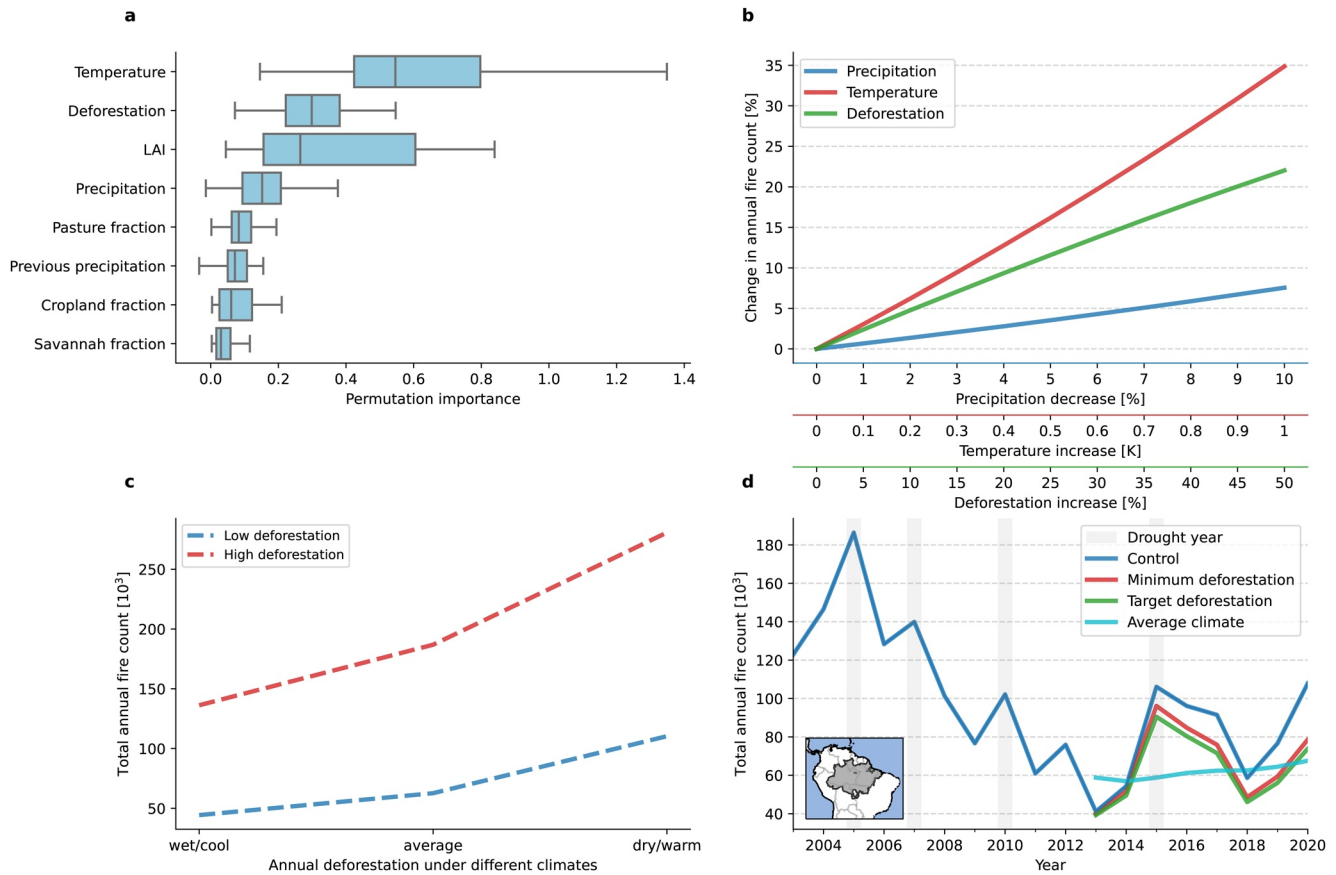 a
Temperature
Deforestation
LAI
Precipitation
Pasture fraction
Previous precipitation
Cropland fraction
Savannah fraction
0.0 0.2 0.4 0.6 0.8 1.0 1.2 1.4
Permutation importance
b
Precipitation
Temperature
Deforestation
35
30
25
20
15
10
5
0
Change in annual fire count [%]
0 1 2 3 4 5 6 7 8 9 10
Precipitation decrease [%]
0 0.1 0.2 0.3 0.4 0.5 0.6 0.7 0.8 0.9 1
Temperature increase [K]
0 5 10 15 20 25 30 35 40 45 50
Deforestation increase [%]
c
Low deforestation
High deforestation
250
200
150
100
50
Total annual fire count [10³]
wet/cool average dry/warm
Annual deforestation under different climates
d
Drought year
Control
Minimum deforestation
Target deforestation
Average climate
180
160
140
120
100
80
60
40
Total annual fire count [10³]
2004 2006 2008 2010 2012 2014 2016 2018 2020
Year